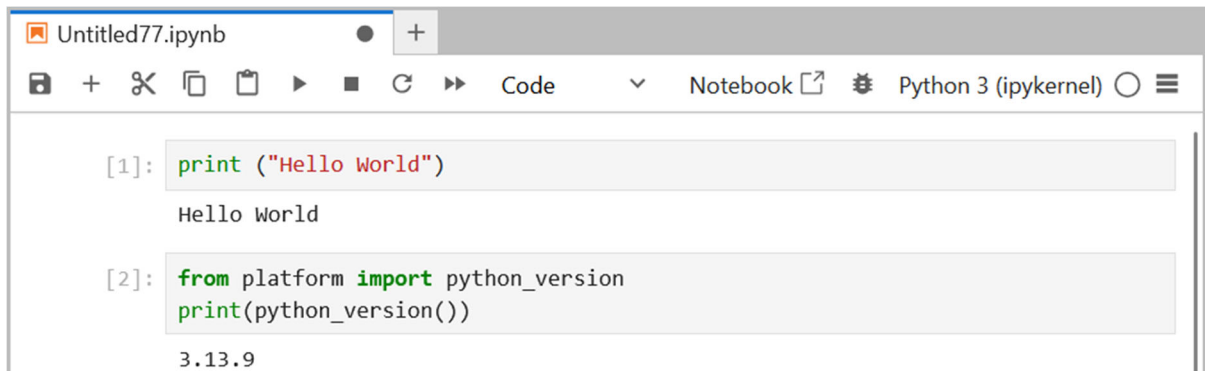 Untitled77.ipynb
Code Notebook Python 3 (ipykernel)
[1]: print ("Hello World")
Hello World
[2]: from platform import python_version
print(python_version())
3.13.9